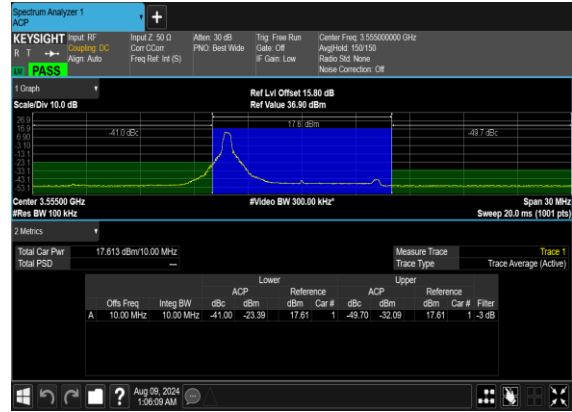 Spectrum Analyzer 1
ACP
+
KEYSIGHT Input: RF Input Z: 50 Ω Atten: 30 dB Trig: Free Run Center Freq: 3.555000000 GHz
R T Coupling: DC Corr CCorr PNO: Best Wide Gate: Off Avg|Hold: 150/150
Align: Auto Freq Ref: Int (S) IF Gain: Low Radio Std: None
PASS Noise Correction: Off
1 Graph Ref Lvl Offset 15.80 dB
Scale/Div 10.0 dB Ref Value 36.90 dBm
26.9
16.9 17.6 dBm
6.90 -41.0 dBc -49.7 dBc
-3.10
-13.1
-23.1
-33.1
-43.1
-53.1
Center 3.55500 GHz #Video BW 300.00 kHz* Span 30 MHz
#Res BW 100 kHz Sweep 20.0 ms (1001 pts)
2 Metrics
Total Car Pwr 17.613 dBm/10.00 MHz Measure Trace Trace 1
Total PSD --- Trace Type Trace Average (Active)
Lower Upper
ACP Reference ACP Reference
Offs Freq Integ BW dBc dBm dBm Car # dBc dBm dBm Car # Filter
A 10.00 MHz 10.00 MHz -41.00 -23.39 17.61 1 -49.70 -32.09 17.61 1 -3 dB
? Aug 09, 2024
1:06:09 AM